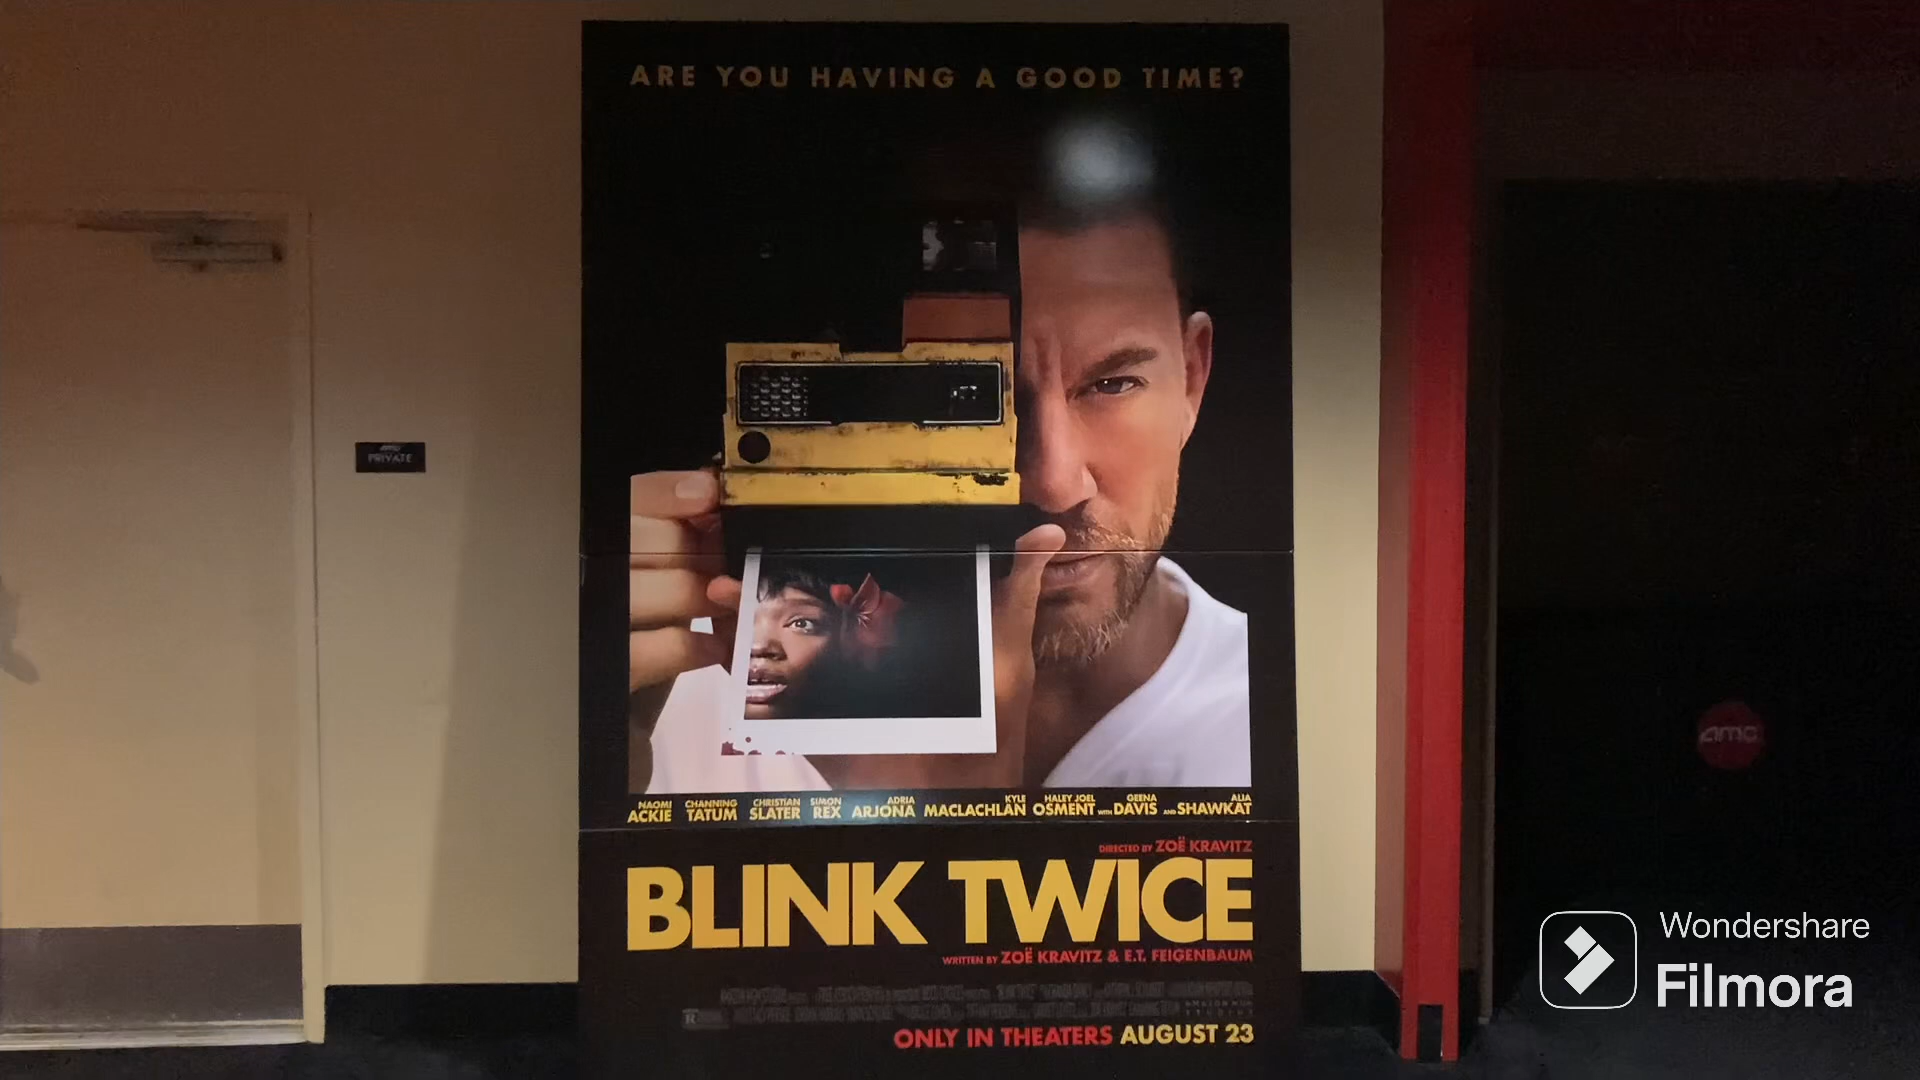 ARE YOU HAVING A GOOD TIME?
amc
PRIVATE
amc
NAOMI ACKIE CHANNING TATUM CHRISTIAN SLATER SIMON REX ADRIA ARJONA KYLE MACLACHLAN HALEY JOEL OSMENT WITH GEENA DAVIS AND ALIA SHAWKAT
DIRECTED BY ZOË KRAVITZ
BLINK TWICE
WRITTEN BY ZOË KRAVITZ & E.T. FEIGENBAUM
R
ONLY IN THEATERS AUGUST 23
Wondershare
Filmora